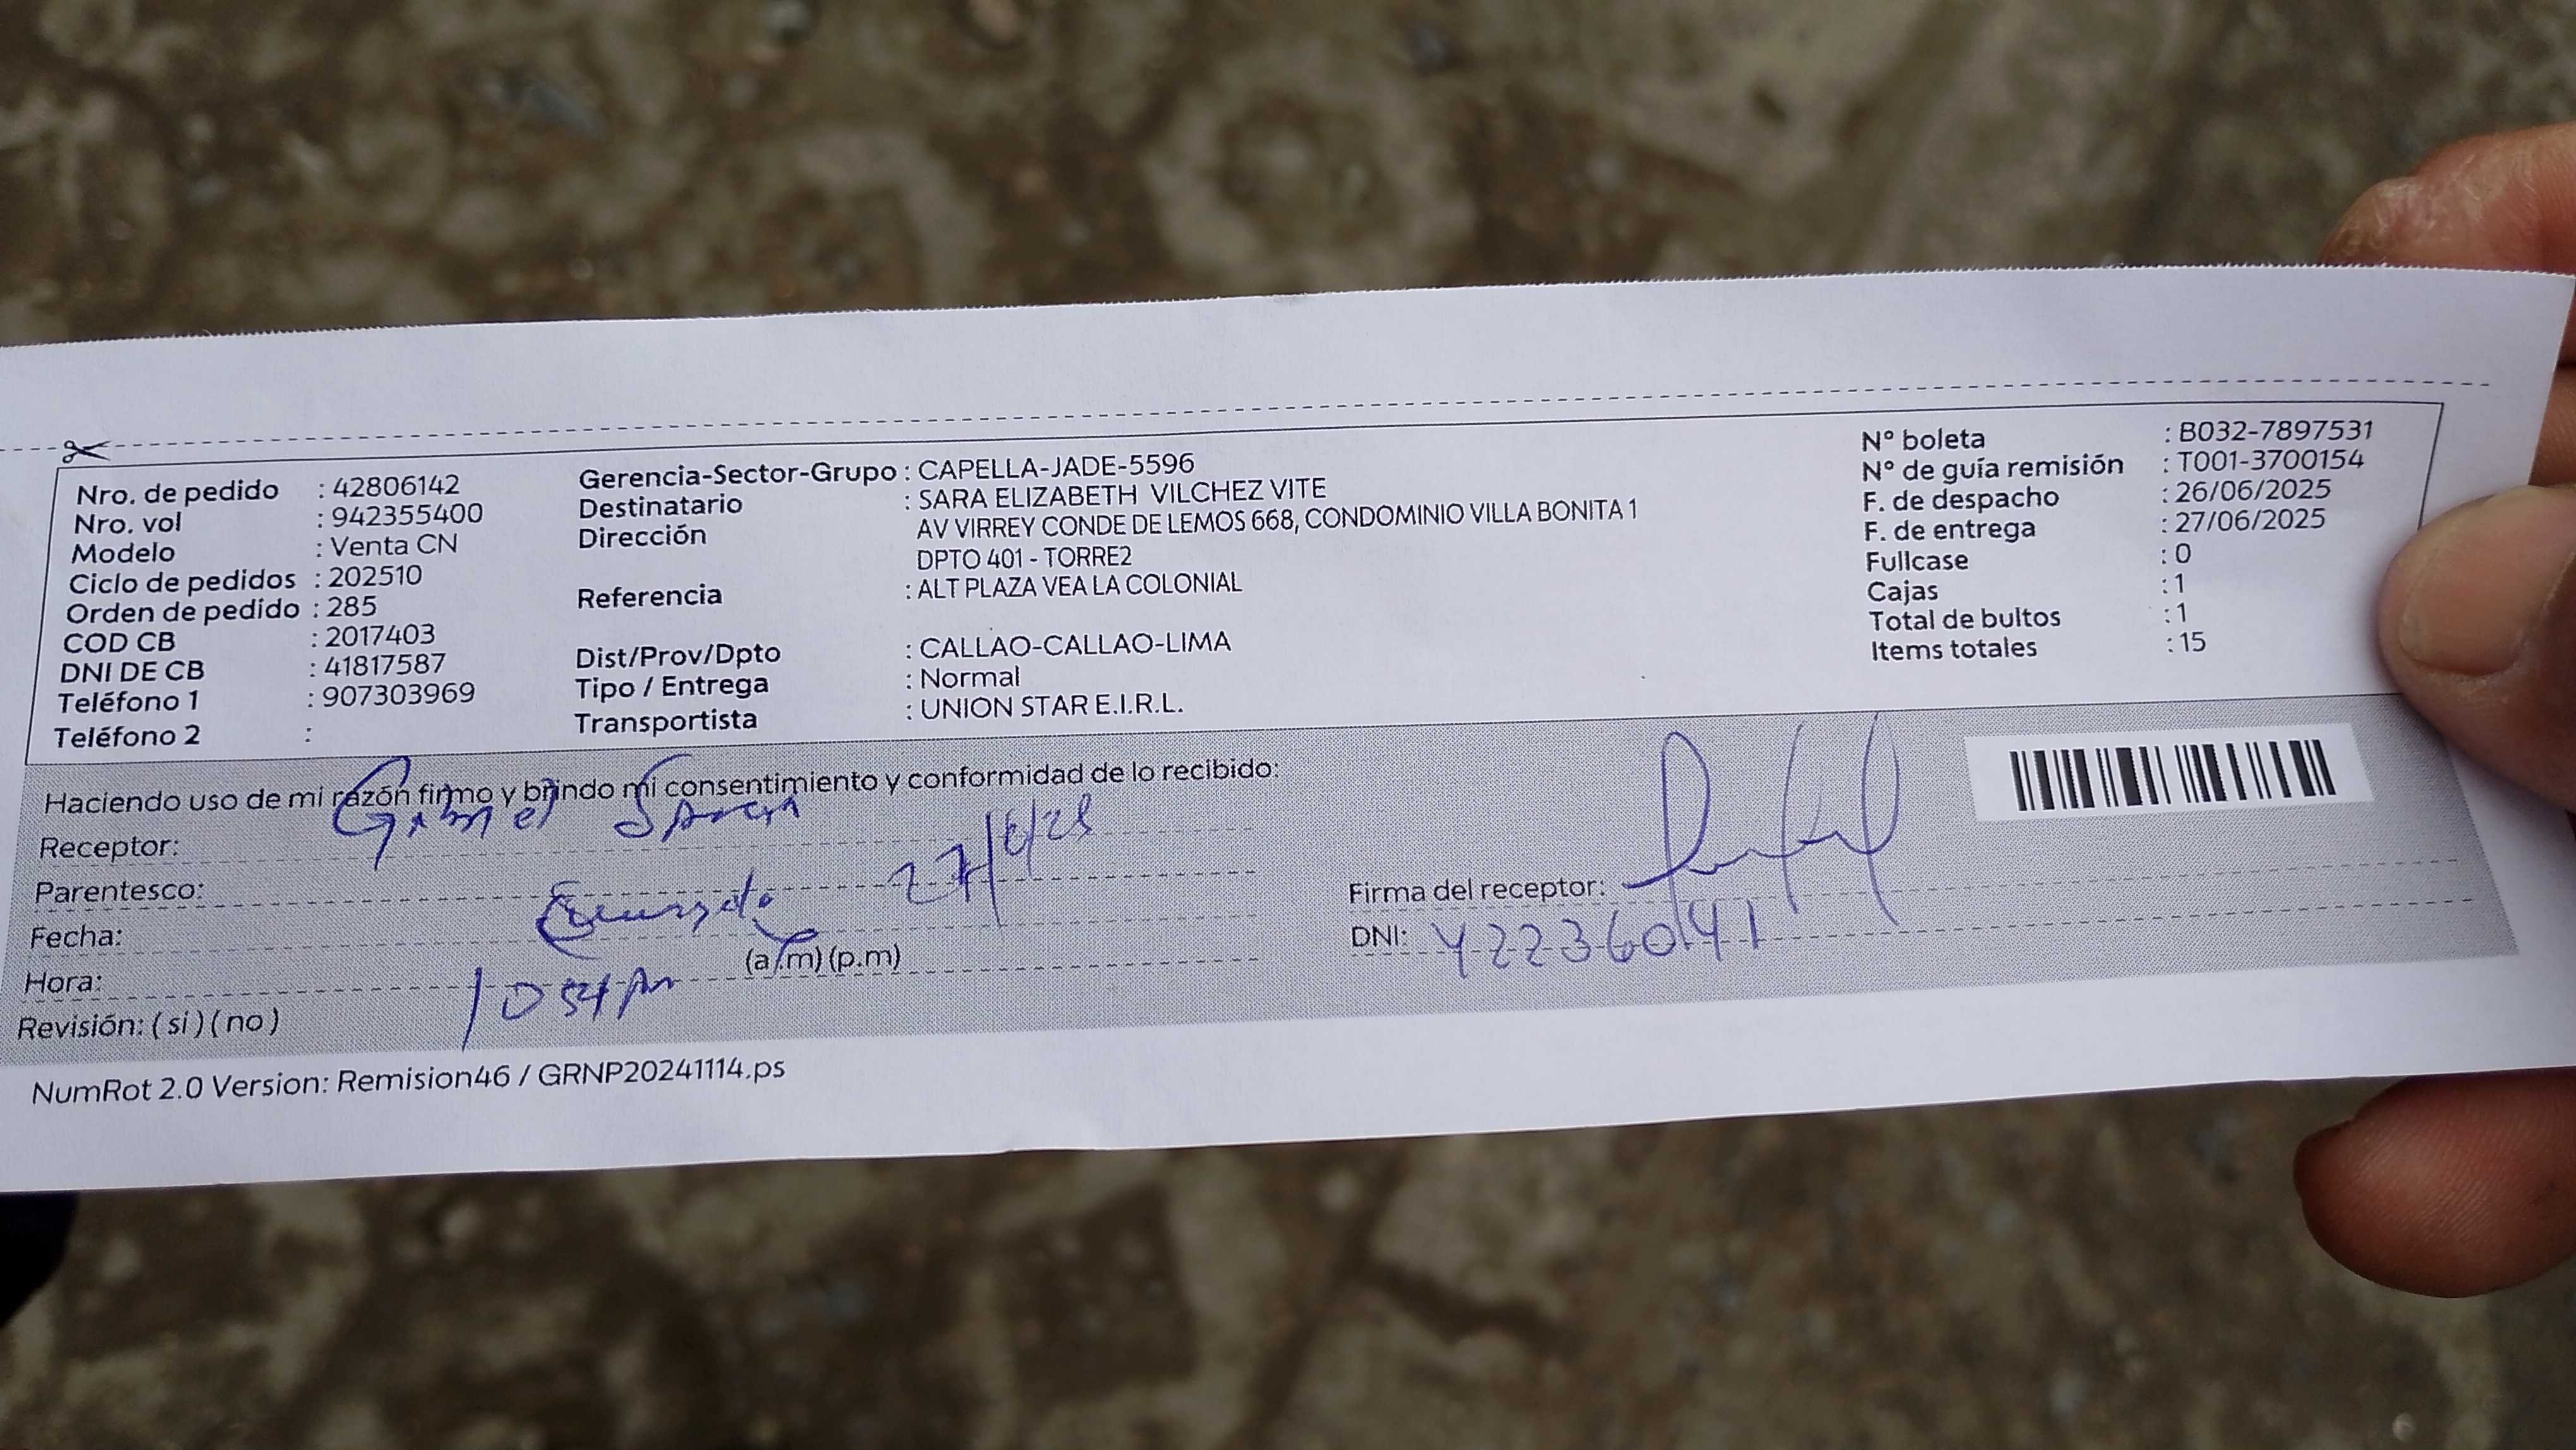 Nro. de pedido : 42806142
Nro. vol : 942355400
Modelo : Venta CN
Ciclo de pedidos : 202510
Orden de pedido : 285
COD CB : 2017403
DNI DE CB : 41817587
Teléfono 1 : 907303969
Teléfono 2 :
Gerencia-Sector-Grupo : CAPELLA-JADE-5596
Destinatario : SARA ELIZABETH VILCHEZ VITE
Dirección AV VIRREY CONDE DE LEMOS 668, CONDOMINIO VILLA BONITA 1
DPTO 401 - TORRE2
Referencia : ALT PLAZA VEA LA COLONIAL
Dist/Prov/Dpto : CALLAO-CALLAO-LIMA
Tipo / Entrega : Normal
Transportista : UNION STAR E.I.R.L.
N° boleta : B032-7897531
N° de guía remisión : T001-3700154
F. de despacho : 26/06/2025
F. de entrega : 27/06/2025
Fullcase : 0
Cajas : 1
Total de bultos : 1
Items totales : 15
Haciendo uso de mi razón firmo y brindo mi consentimiento y conformidad de lo recibido:
Receptor: Gabriel
Parentesco:
Fecha:
Hora: (a.m) (p.m)
Revisión: ( si ) ( no )
Firma del receptor:
DNI: 42236041
NumRot 2.0 Version: Remision46 / GRNP20241114.ps